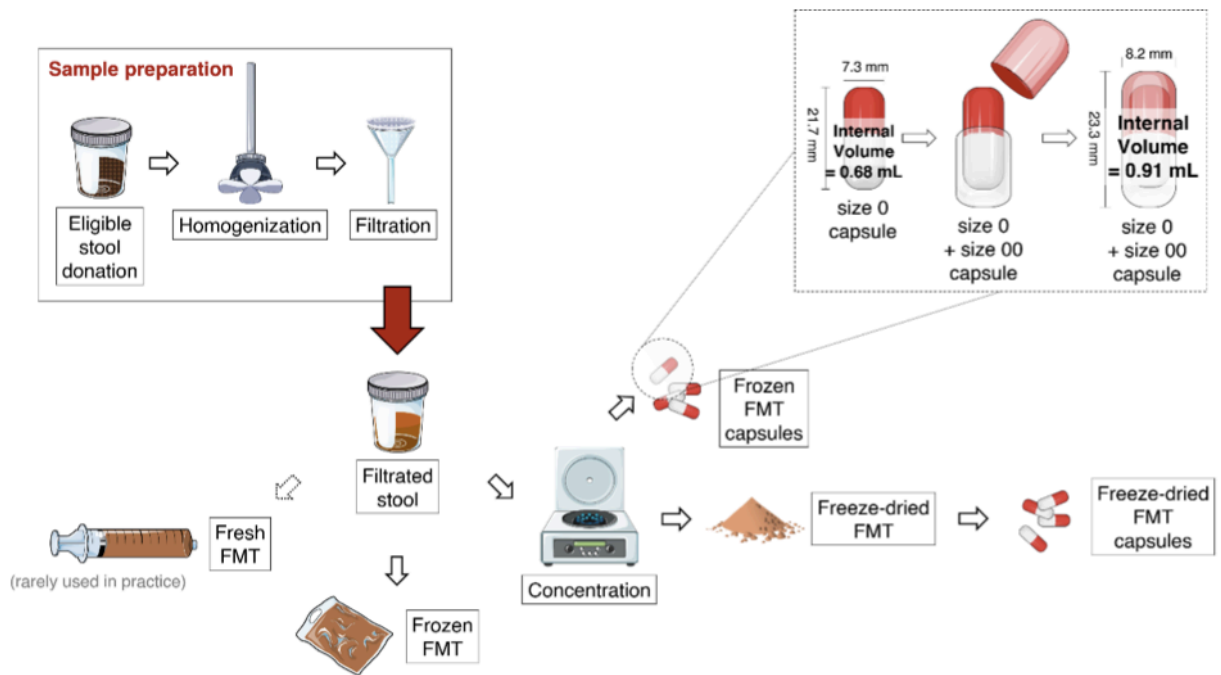 Sample preparation
Eligible
stool
donation
Homogenization
Filtration
7.3 mm
21.7 mm
Internal
Volume
= 0.68 mL
size 0
capsule
size 0
+ size 00
capsule
8.2 mm
23.3 mm
Internal
Volume
= 0.91 mL
size 0
+ size 00
capsule
Filtrated
stool
Fresh
FMT
(rarely used in practice)
Frozen
FMT
Concentration
Frozen
FMT
capsules
Freeze-dried
FMT
Freeze-dried
FMT
capsules